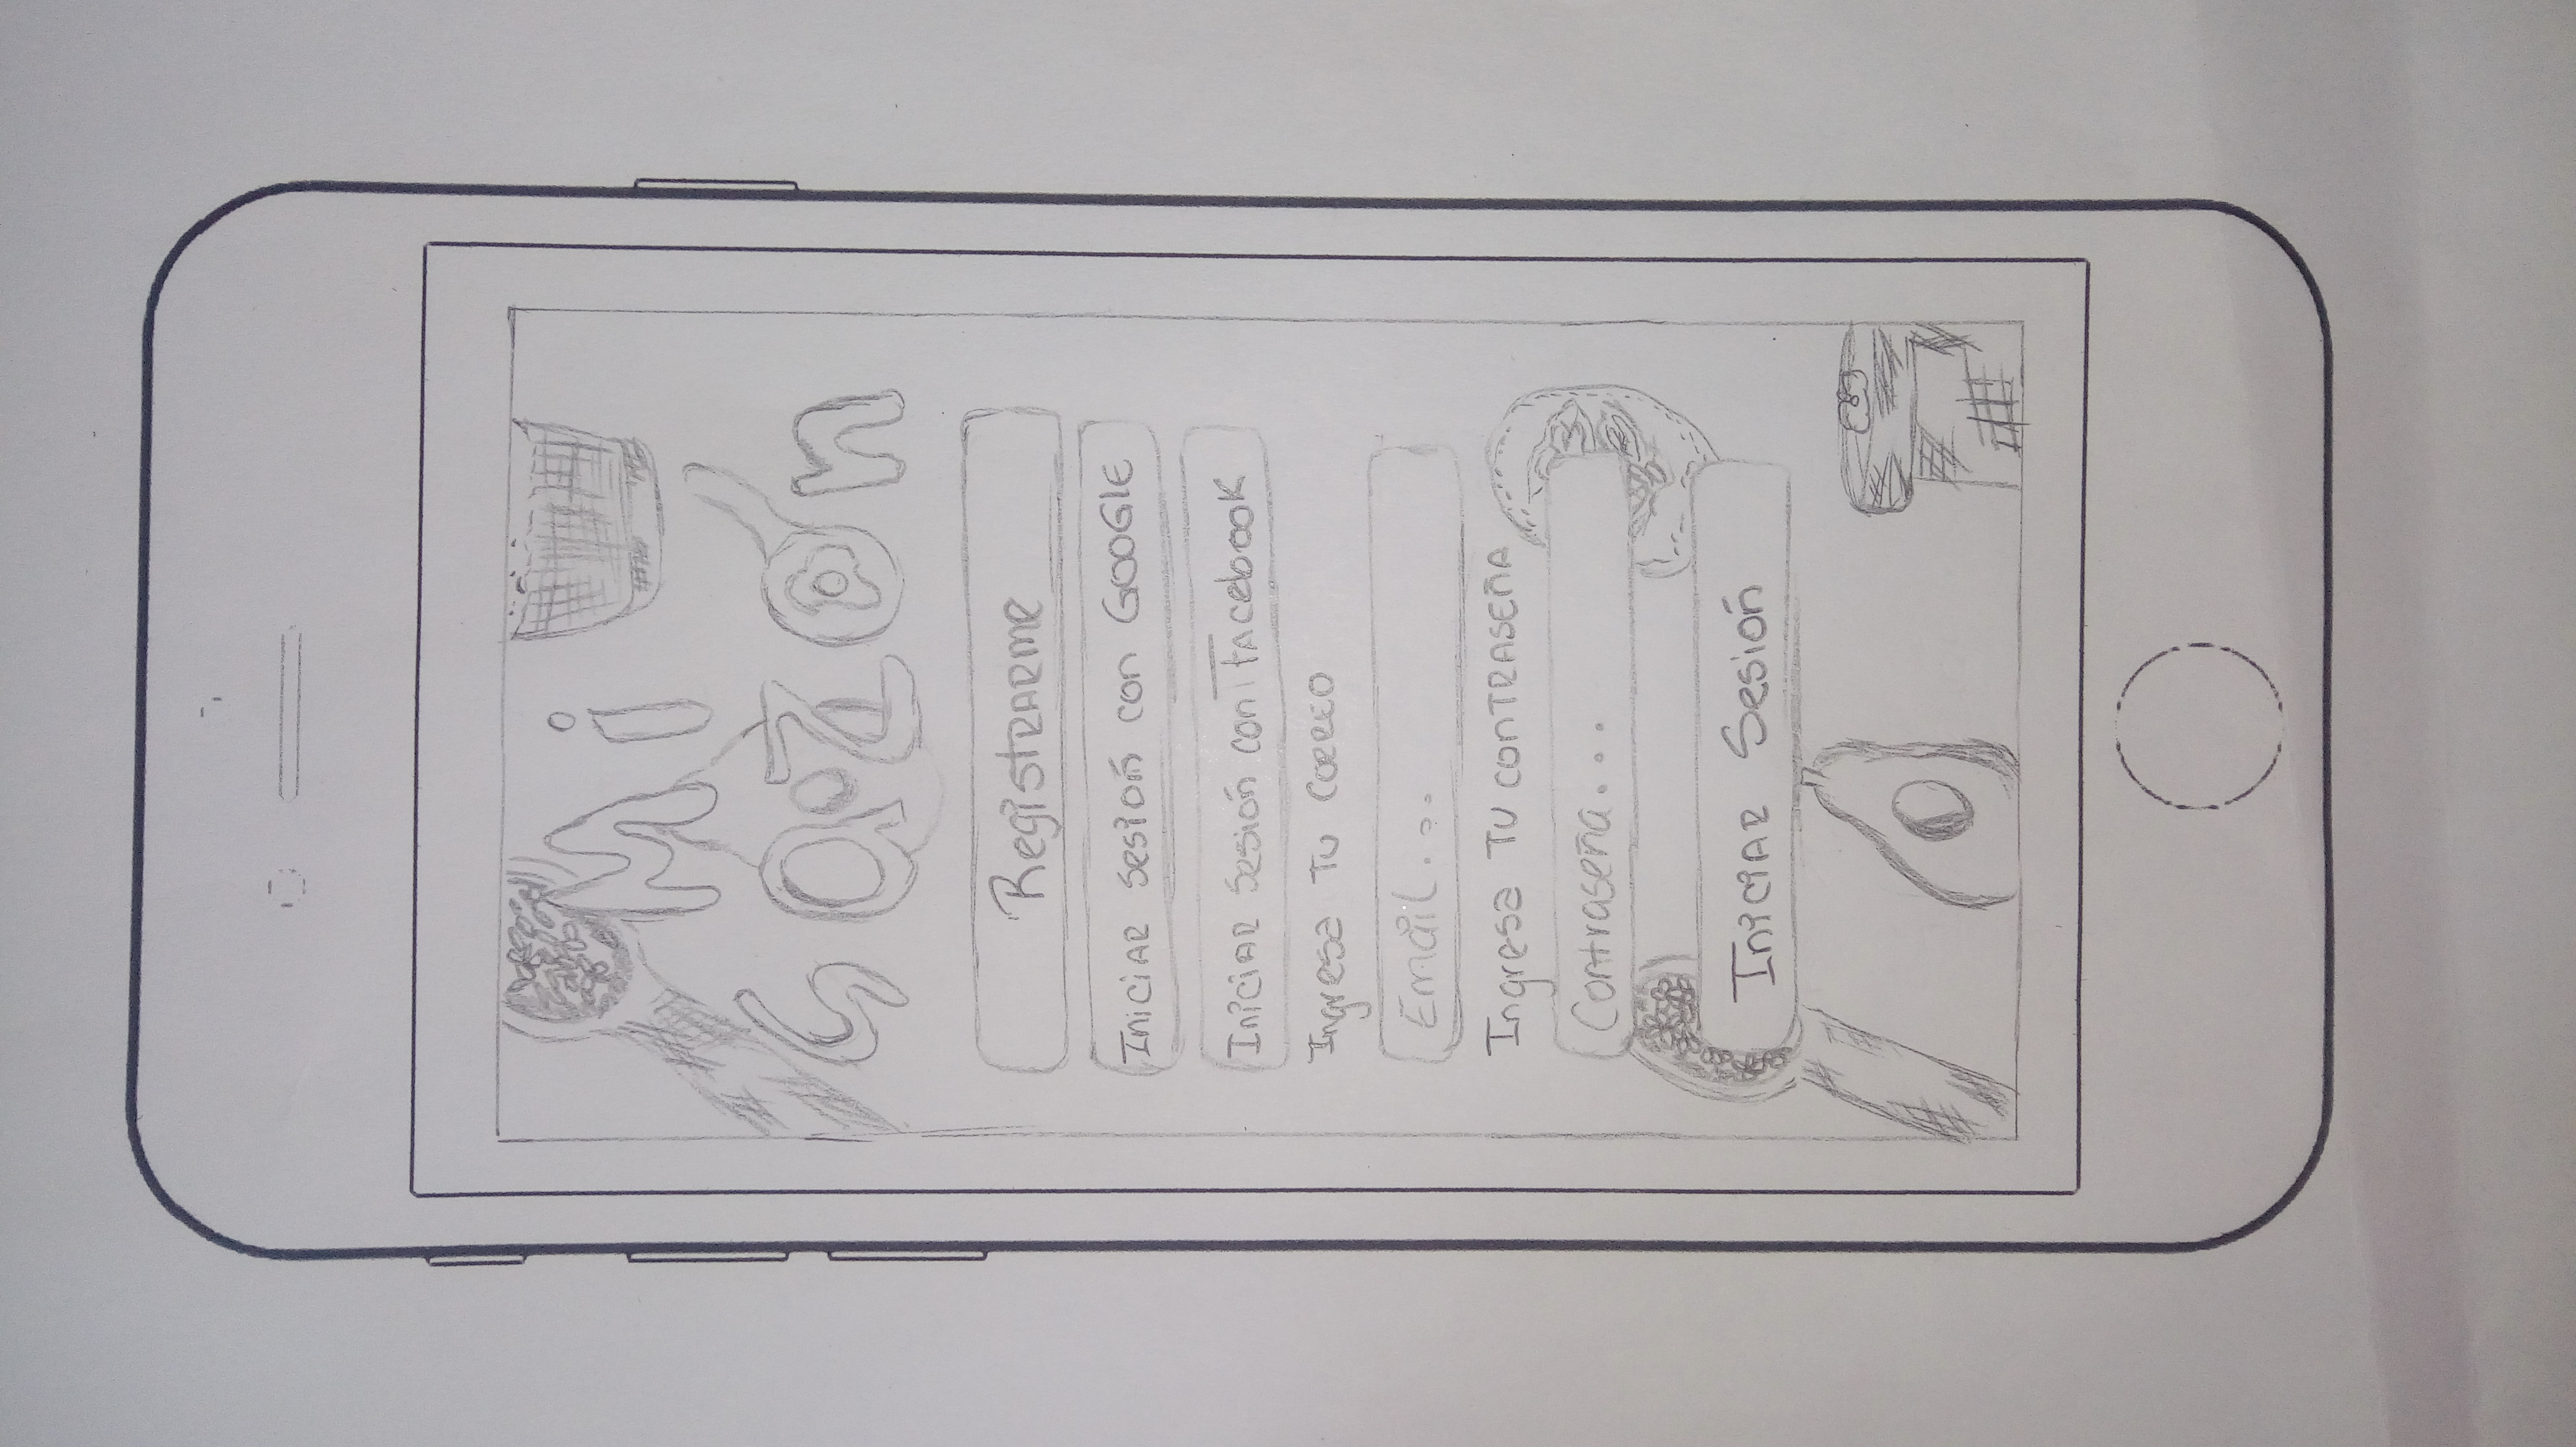 Mi
Sazón
Registrarme
Iniciar sesión con GOOGLE
Iniciar sesión con Facebook
Ingresa Tu Correo
Email...
Ingresa Tu contraseña
Contraseña...
Iniciar Sesión